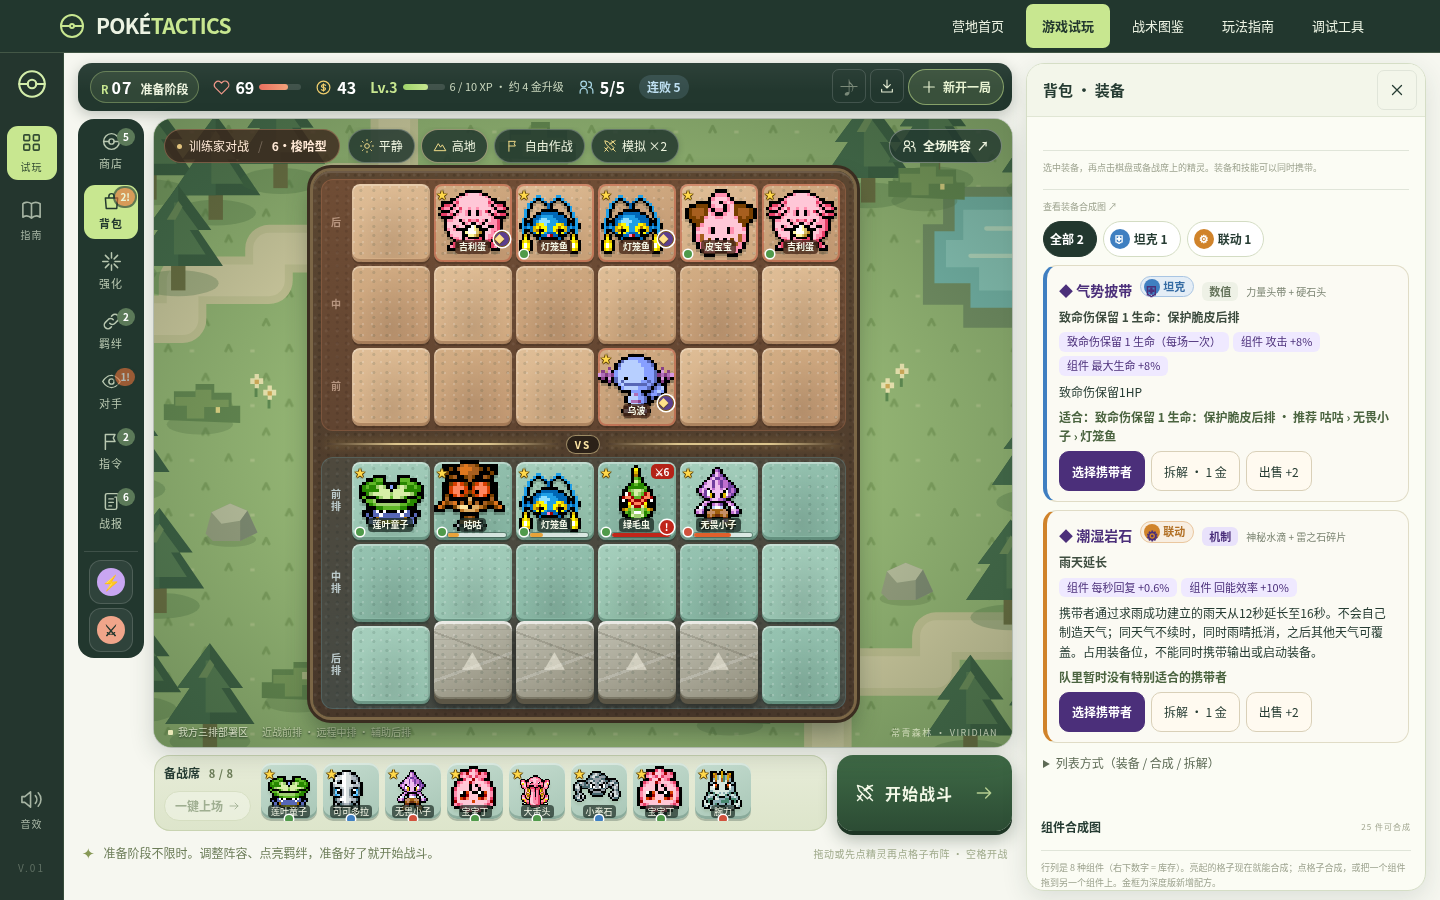 POKÉTACTICS
营地首页
游戏试玩
战术图鉴
玩法指南
调试工具
试玩
指南
音效
V.01
R 07 准备阶段
69
43
Lv.3
6 / 10 XP · 约 4 金升级
5/5
连败 5
新开一局
5
商店
2!
背包
强化
2
羁绊
1!
对手
2
指令
6
战报
训练家对战 / 6 · 梭哈型
平静
高地
自由作战
模拟 ×2
全场阵容 ↗
后
吉利蛋
灯笼鱼
灯笼鱼
皮宝宝
吉利蛋
中
前
乌波
VS
前排
莲叶童子
咕咕
灯笼鱼
6
绿毛虫
!
无畏小子
中排
后排
我方三排部署区
近战前排 · 远程中排 · 辅助后排
常青森林 · VIRIDIAN
备战席 8 / 8
一键上场 →
莲叶童子
可可多拉
无畏小子
宝宝丁
大舌头
小秦石
宝宝丁
腕力
开始战斗 →
准备阶段不限时。调整阵容、点亮羁绊，准备好了就开始战斗。
拖动或先点精灵再点格子布阵 · 空格开战
背包 · 装备
选中装备，再点击棋盘或备战席上的精灵。装备和技能可以同时携带。
查看装备合成图 ↗
全部 2
坦克 1
联动 1
◆ 气势披带
坦克
数值
力量头带 + 硬石头
致命伤保留 1 生命：保护脆皮后排
致命伤保留 1 生命（每场一次）
组件 攻击 +8%
组件 最大生命 +8%
致命伤保留1HP
适合：致命伤保留 1 生命：保护脆皮后排 · 推荐 咕咕 › 无畏小
子 › 灯笼鱼
选择携带者
拆解 · 1 金
出售 +2
◆ 潮湿岩石
联动
机制
神秘水滴 + 雷之石碎片
雨天延长
组件 每秒回复 +0.6%
组件 回能效率 +10%
携带者通过求雨成功建立的雨天从12秒延长至16秒。不会自己
制造天气；同天气不续时，同时雨晴抵消，之后其他天气可覆
盖。占用装备位，不能同时携带输出或启动装备。
队里暂时没有特别适合的携带者
选择携带者
拆解 · 1 金
出售 +2
▶ 列表方式（装备 / 合成 / 拆解）
组件合成图
25 件可合成
行列是 8 种组件（右下数字 = 库存）。亮起的格子现在就能合成；点格子合成，或把一个组件
拖到另一个组件上。金框为深度版新增配方。